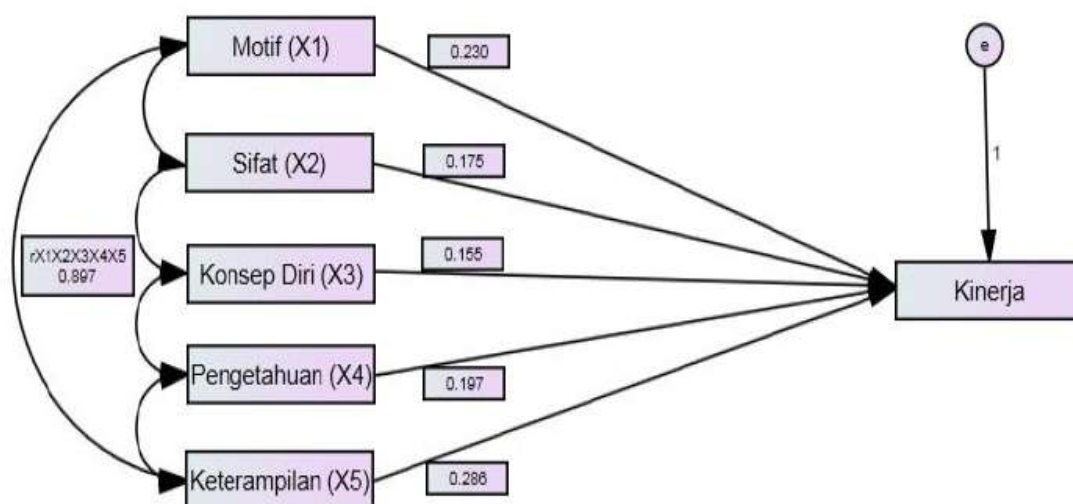 Motif (X1)
0.230
e
Sifat (X2)
0.175
1
rX1X2X3X4X5
0.897
Konsep Diri (X3)
0.155
Kinerja
Pengetahuan (X4)
0.197
Keterampilan (X5)
0.286